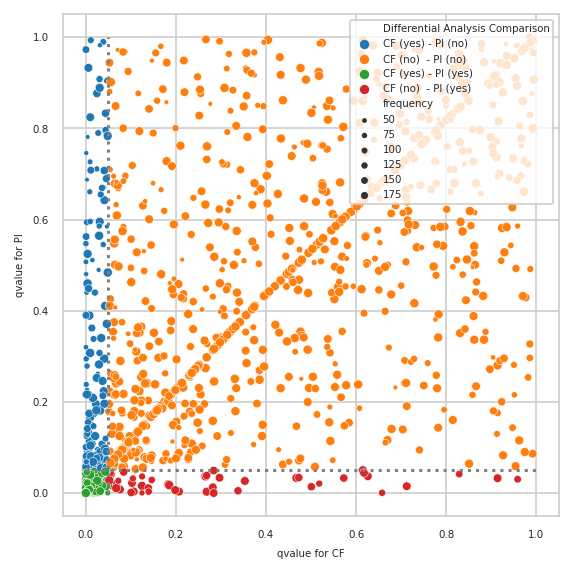 Differential Analysis Comparison
CF (yes) - PI (no)
CF (no)  - PI (no)
CF (yes) - PI (yes)
CF (no)  - PI (yes)
frequency
50
75
100
125
150
175
qvalue for PI
1.0
0.8
0.6
0.4
0.2
0.0
0.0 0.2 0.4 0.6 0.8 1.0
qvalue for CF